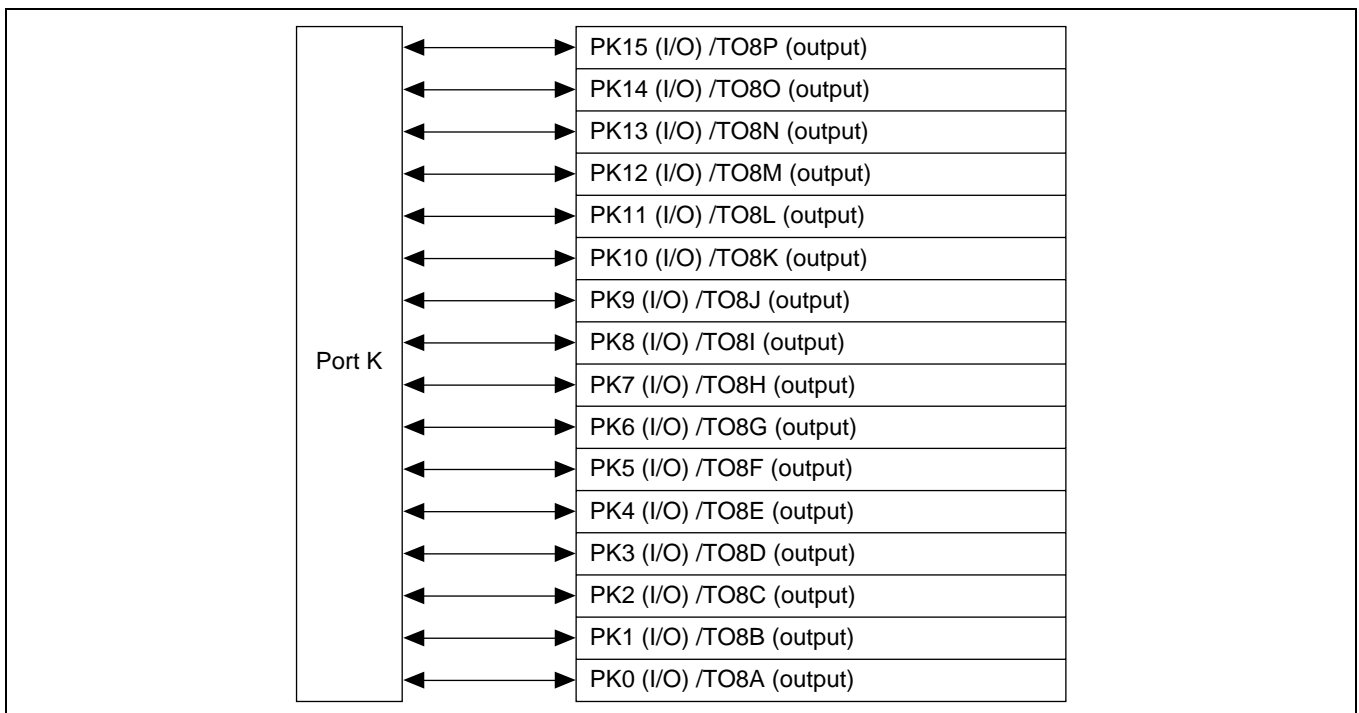 PK15 (I/O) /TO8P (output)
PK14 (I/O) /TO8O (output)
PK13 (I/O) /TO8N (output)
PK12 (I/O) /TO8M (output)
PK11 (I/O) /TO8L (output)
PK10 (I/O) /TO8K (output)
PK9 (I/O) /TO8J (output)
PK8 (I/O) /TO8I (output)
Port K
PK7 (I/O) /TO8H (output)
PK6 (I/O) /TO8G (output)
PK5 (I/O) /TO8F (output)
PK4 (I/O) /TO8E (output)
PK3 (I/O) /TO8D (output)
PK2 (I/O) /TO8C (output)
PK1 (I/O) /TO8B (output)
PK0 (I/O) /TO8A (output)